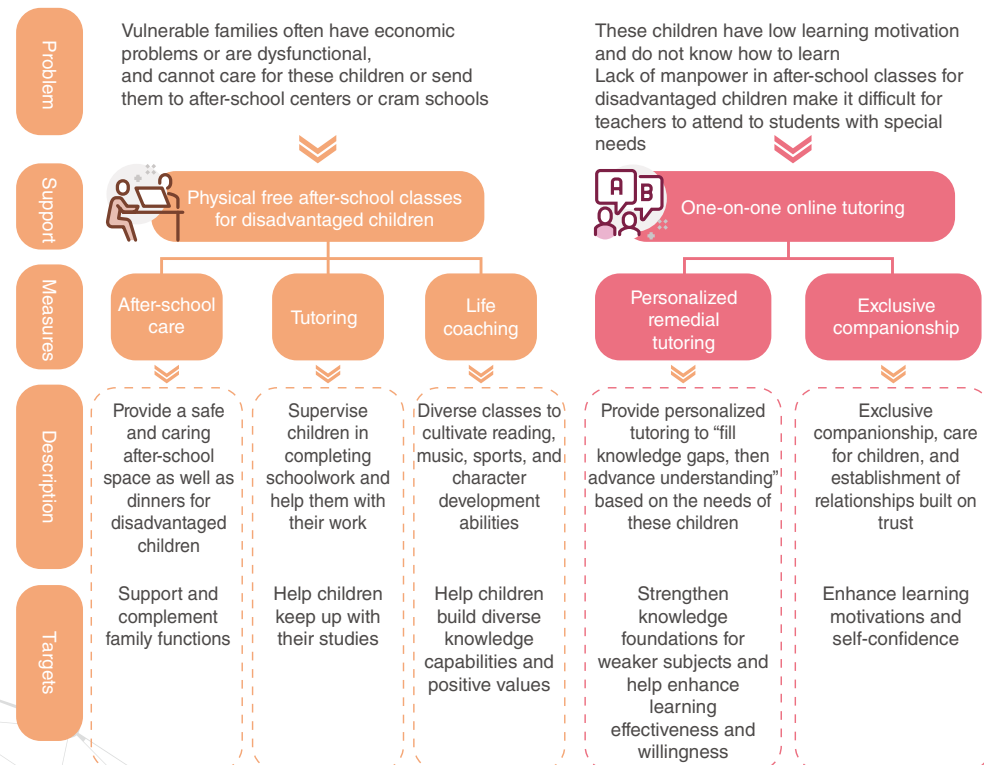 Problem
Vulnerable families often have economic
problems or are dysfunctional,
and cannot care for these children or send
them to after-school centers or cram schools
These children have low learning motivation
and do not know how to learn
Lack of manpower in after-school classes for
disadvantaged children make it difficult for
teachers to attend to students with special
needs
Support
Physical free after-school classes
for disadvantaged children
A
B
One-on-one online tutoring
Measures
After-school
care
Tutoring
Life
coaching
Personalized
remedial
tutoring
Exclusive
companionship
Description
Provide a safe
and caring
after-school
space as well as
dinners for
disadvantaged
children
Supervise
children in
completing
schoolwork and
help them with
their work
Diverse classes to
cultivate reading,
music, sports, and
character
development
abilities
Provide personalized
tutoring to “fill
knowledge gaps, then
advance understanding”
based on the needs of
these children
Exclusive
companionship, care
for children, and
establishment of
relationships built on
trust
Targets
Support and
complement
family functions
Help children
keep up with
their studies
Help children
build diverse
knowledge
capabilities and
positive values
Strengthen
knowledge
foundations for
weaker subjects and
help enhance
learning
effectiveness and
willingness
Enhance learning
motivations and
self-confidence